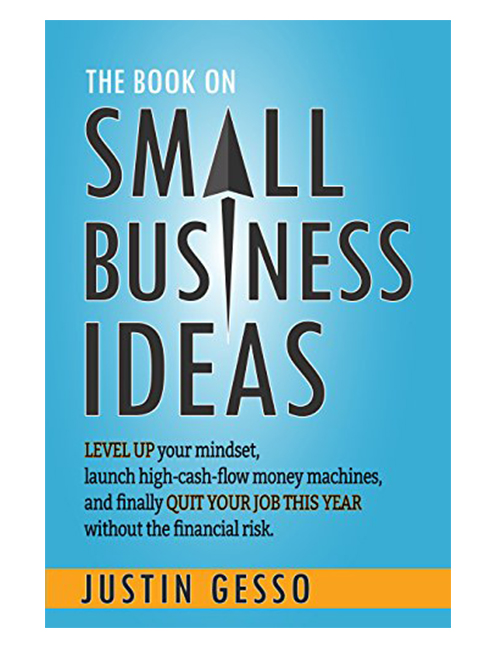 THE BOOK ON
SMALL
BUSINESS
IDEAS
LEVEL UP your mindset,
launch high-cash-flow money machines,
and finally QUIT YOUR JOB THIS YEAR
without the financial risk.
JUSTIN GESSO